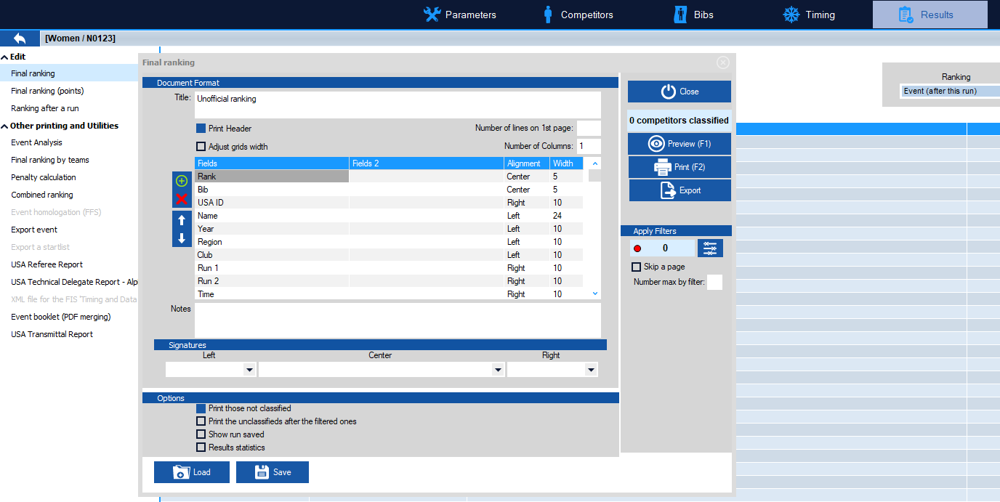 Parameters
Competitors
Bibs
Timing
Results
[Women / N0123]
Edit
Final ranking
Final ranking (points)
Ranking after a run
Other printing and Utilities
Event Analysis
Final ranking by teams
Penalty calculation
Combined ranking
Event homologation (FFS)
Export event
Export a startlist
USA Referee Report
USA Technical Delegate Report - Alp
XML file for the FIS 'Timing and Data
Event booklet (PDF merging)
USA Transmittal Report
Final ranking
Document Format
Title: Unofficial ranking
Print Header
Number of lines on 1st page:
Adjust grids width
Number of Columns: 1
Fields Fields 2 Alignment Width
Rank Center 5
Bib Center 5
USA ID Right 10
Name Left 24
Year Left 10
Region Left 10
Club Left 10
Run 1 Right 10
Run 2 Right 10
Time Right 10
Notes
Signatures
Left Center Right
Options
Print those not classified
Print the unclassifieds after the filtered ones
Show run saved
Results statistics
Load
Save
Close
0 competitors classified
Preview (F1)
Print (F2)
Export
Apply Filters
0
Skip a page
Number max by filter:
Ranking
Event (after this run)